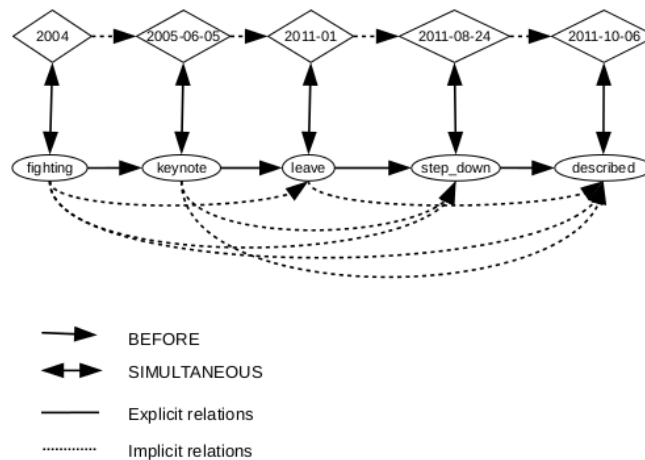 2004 2005-06-05 2011-01 2011-08-24 2011-10-06
fighting keynote leave step_down described
BEFORE
SIMULTANEOUS
Explicit relations
Implicit relations